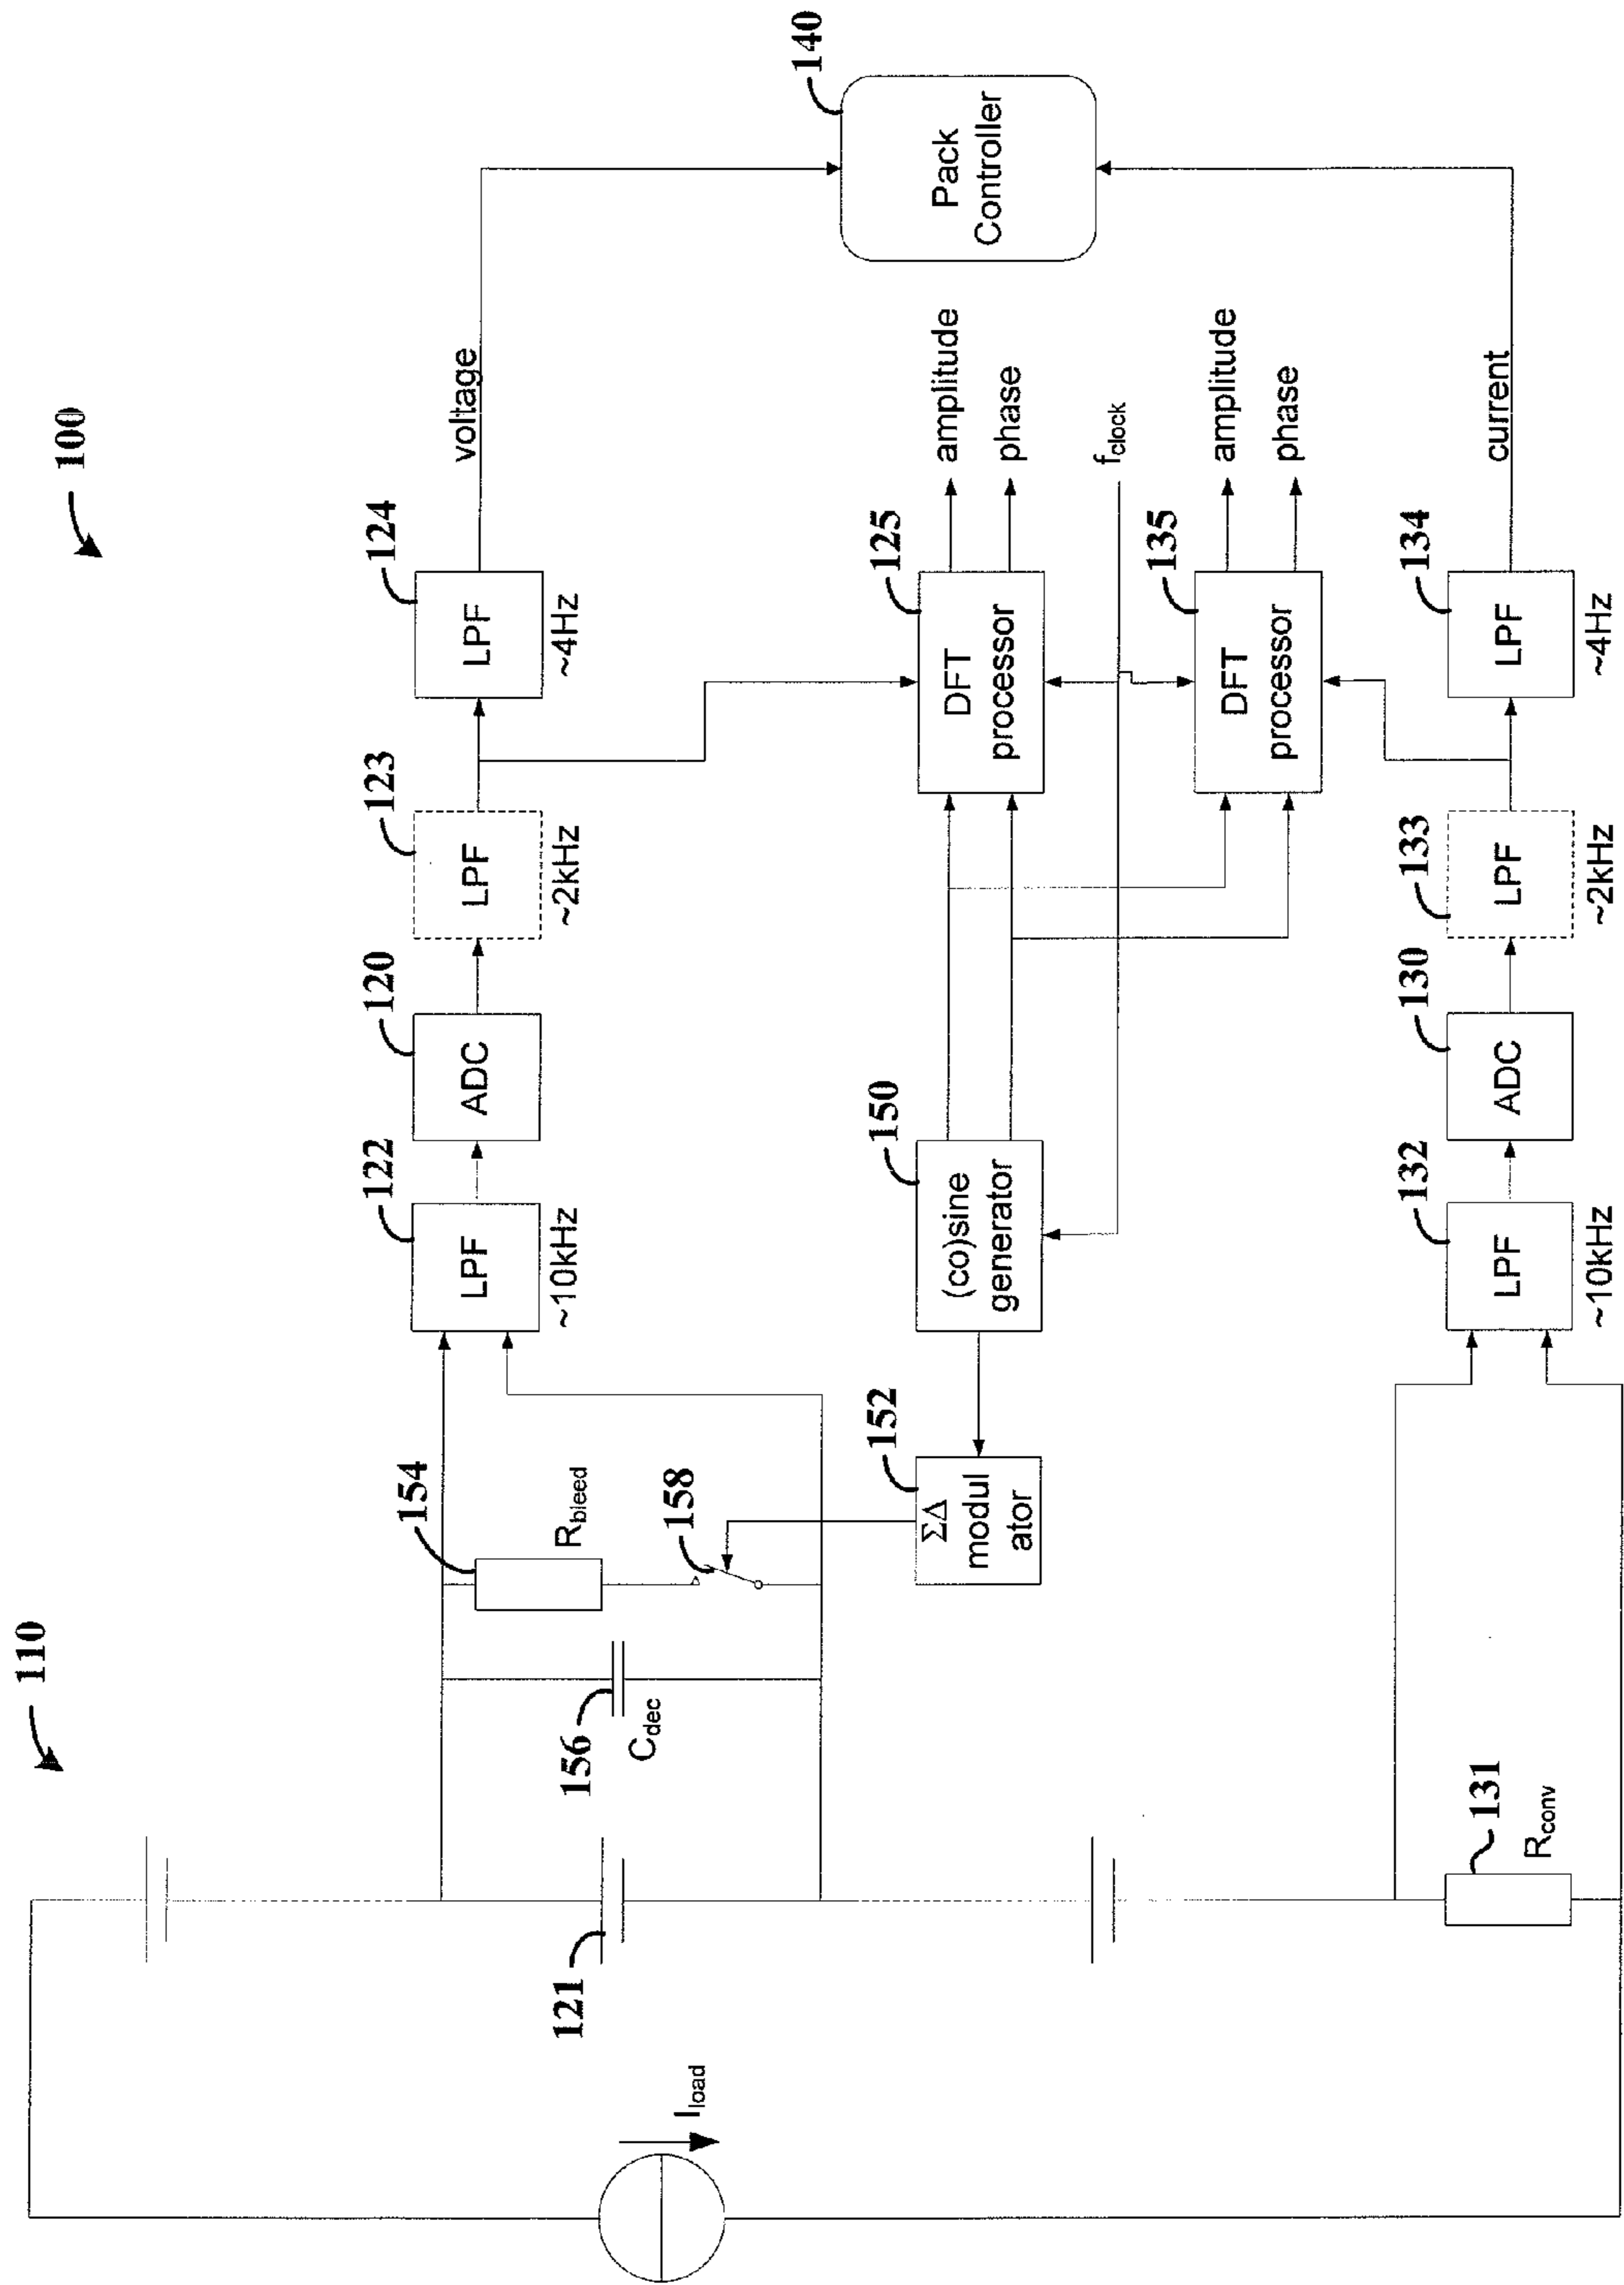 100
110
I_load
121
156
C_dec
154
R_bleed
158
122
LPF
~10kHz
120
ADC
123
LPF
~2kHz
124
LPF
~4Hz
voltage
140
Pack
Controller
152
ΣΔ
modul
ator
150
(co)sine
generator
125
DFT
processor
amplitude
phase
f_clock
135
DFT
processor
amplitude
phase
131
R_conv
132
LPF
~10kHz
130
ADC
133
LPF
~2kHz
134
LPF
~4Hz
current